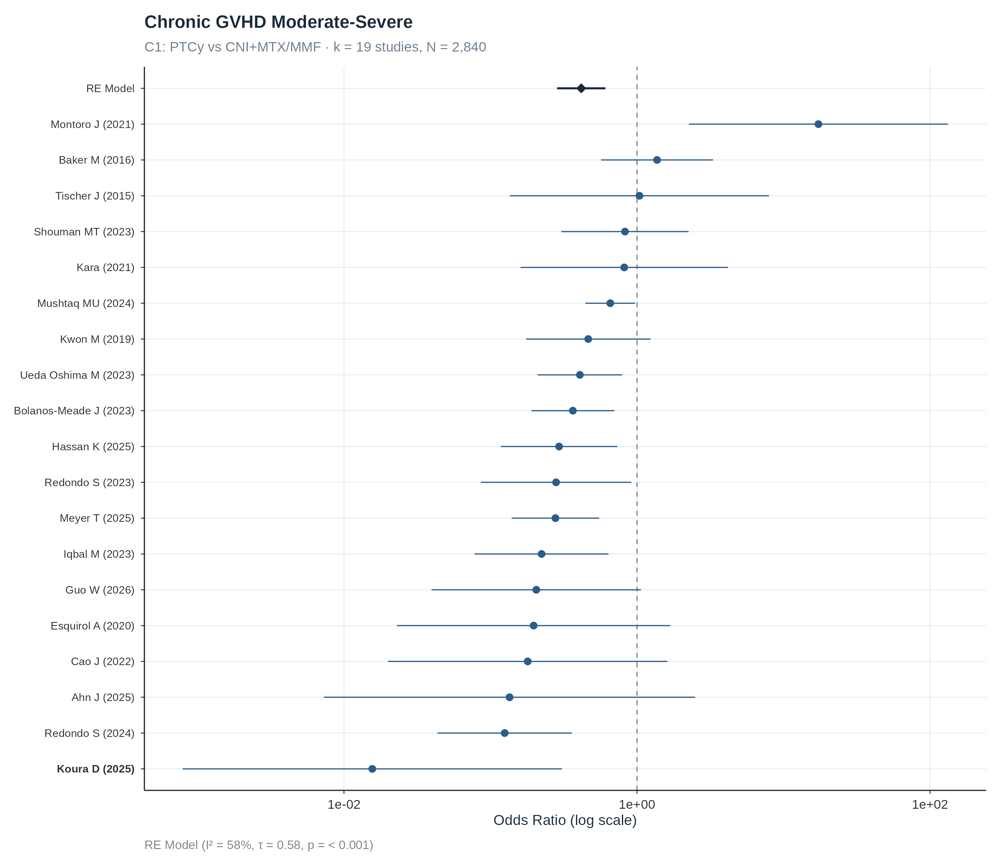 Chronic GVHD Moderate-Severe
C1: PTCy vs CNI+MTX/MMF · k = 19 studies, N = 2,840
RE Model
Montoro J (2021)
Baker M (2016)
Tischer J (2015)
Shouman MT (2023)
Kara (2021)
Mushtaq MU (2024)
Kwon M (2019)
Ueda Oshima M (2023)
Bolanos-Meade J (2023)
Hassan K (2025)
Redondo S (2023)
Meyer T (2025)
Iqbal M (2023)
Guo W (2026)
Esquirol A (2020)
Cao J (2022)
Ahn J (2025)
Redondo S (2024)
Koura D (2025)
1e-02 1e+00 1e+02
Odds Ratio (log scale)
RE Model (I² = 58%, τ = 0.58, p = < 0.001)